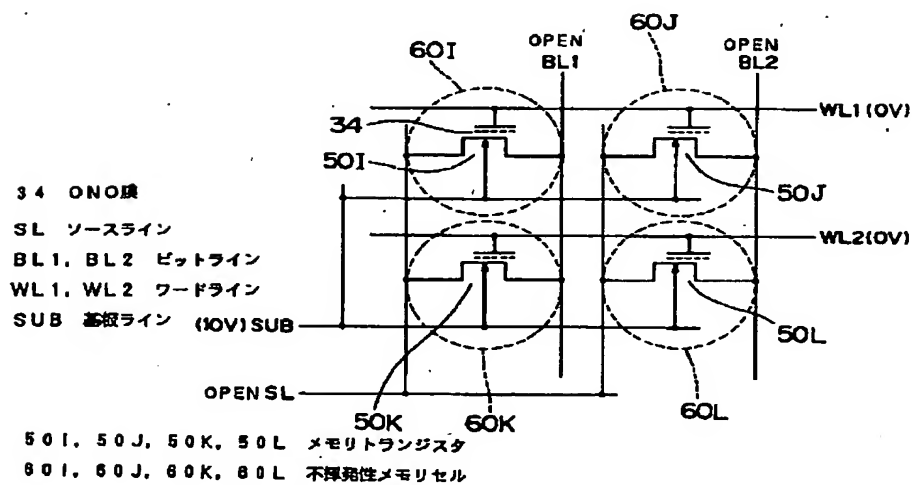 60J
OPEN
BL1
OPEN
BL2
60I
WL1(0V)
34
50I
50J
34 ONO膜
SL ソースライン
WL2(0V)
BL1, BL2 ビットライン
WL1, WL2 ワードライン
SUB 基板ライン (10V)SUB
50L
OPEN SL
50K
60K
60L
50I, 50J, 50K, 50L メモリトランジスタ
60I, 60J, 60K, 60L 不揮発性メモリセル